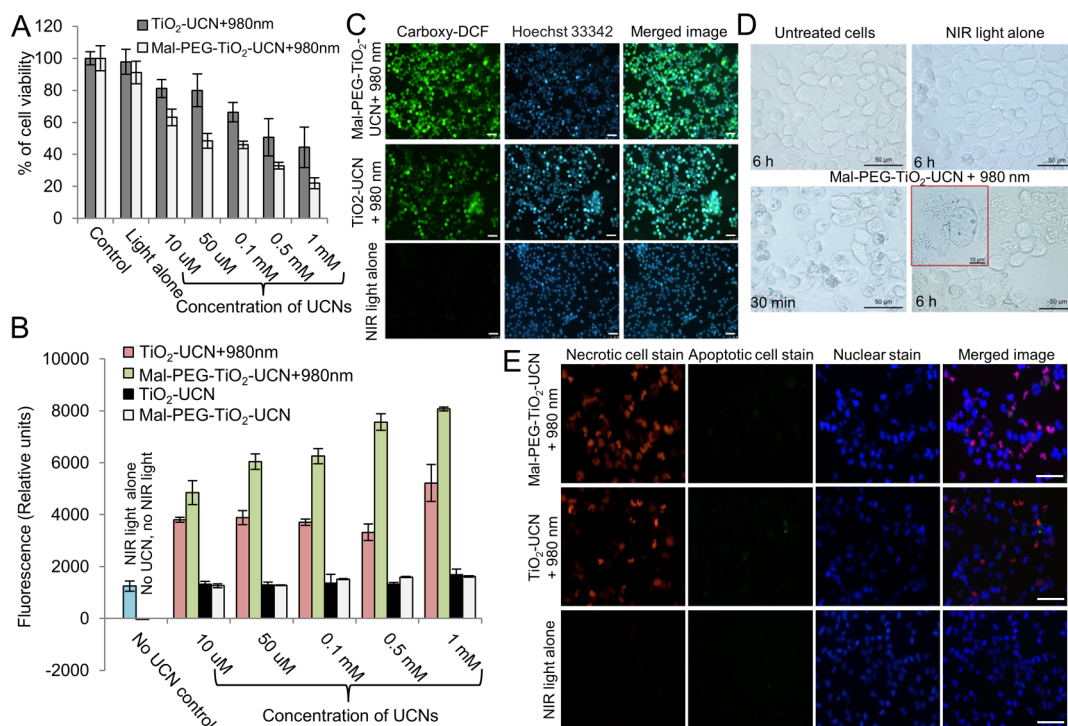 A
TiO2-UCN+980nm
Mal-PEG-TiO2-UCN+980nm
% of cell viability
120
100
80
60
40
20
0
Control
Light alone
10 uM
50 uM
0.1 mM
0.5 mM
1 mM
Concentration of UCNs
B
TiO2-UCN+980nm
Mal-PEG-TiO2-UCN+980nm
TiO2-UCN
Mal-PEG-TiO2-UCN
Fluorescence (Relative units)
10000
8000
6000
4000
2000
0
-2000
NIR light alone
No UCN, no NIR light
No UCN control
10 uM
50 uM
0.1 mM
0.5 mM
1 mM
Concentration of UCNs
C
Carboxy-DCF
Hoechst 33342
Merged image
Mal-PEG-TiO2-
UCN+ 980 nm
TiO2-UCN
+ 980 nm
NIR light alone
D
Untreated cells
NIR light alone
6 h
50 µm
6 h
50 µm
Mal-PEG-TiO2-UCN + 980 nm
30 min
50 µm
10 µm
6 h
50 µm
E
Necrotic cell stain
Apoptotic cell stain
Nuclear stain
Merged image
Mal-PEG-TiO2-UCN
+ 980 nm
TiO2-UCN
+ 980 nm
NIR light alone